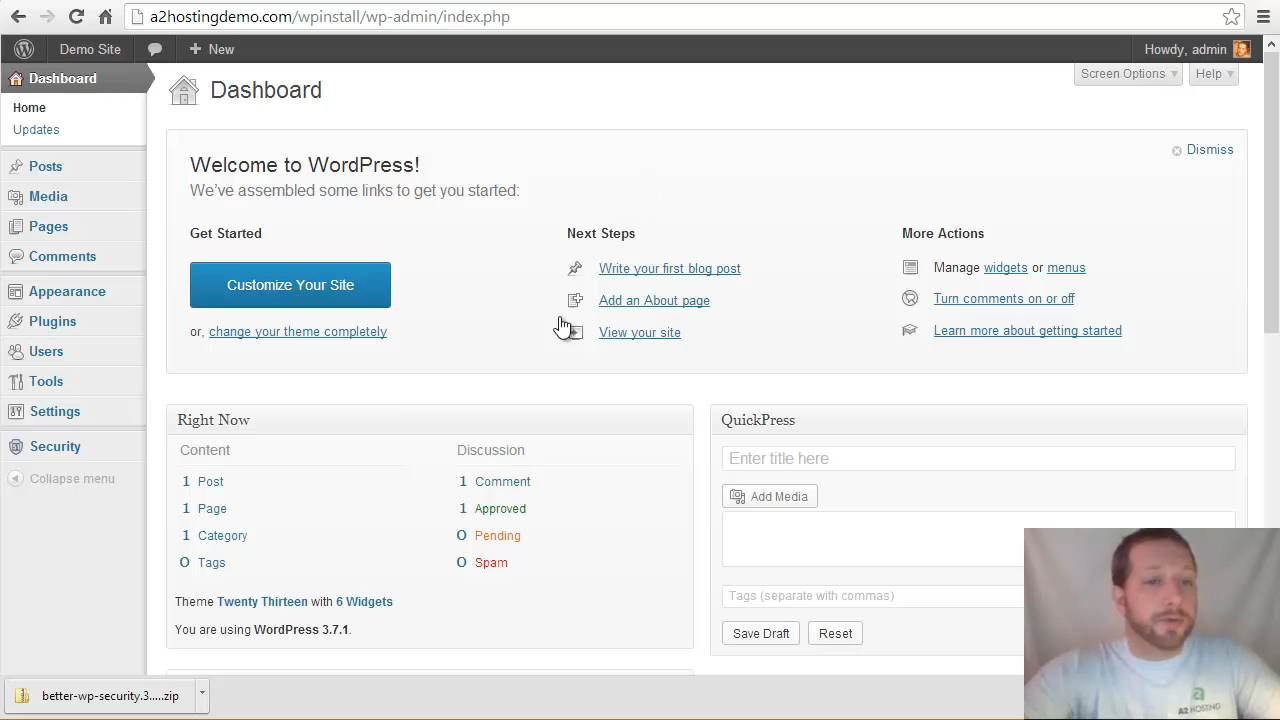 a2hostingdemo.com/wpinstall/wp-admin/index.php
Demo Site
New
Howdy, admin
Dashboard
Home
Updates
Posts
Media
Pages
Comments
Appearance
Plugins
Users
Tools
Settings
Security
Collapse menu
Dashboard
Screen Options
Help
Welcome to WordPress!
Dismiss
We've assembled some links to get you started:
Get Started
Customize Your Site
or, change your theme completely
Next Steps
Write your first blog post
Add an About page
View your site
More Actions
Manage widgets or menus
Turn comments on or off
Learn more about getting started
Right Now
Content
1 Post
1 Page
1 Category
0 Tags
Discussion
1 Comment
1 Approved
0 Pending
0 Spam
Theme Twenty Thirteen with 6 Widgets
You are using WordPress 3.7.1.
QuickPress
Enter title here
Add Media
Tags (separate with commas)
Save Draft
Reset
better-wp-security.3.....zip
A2 HOSTING